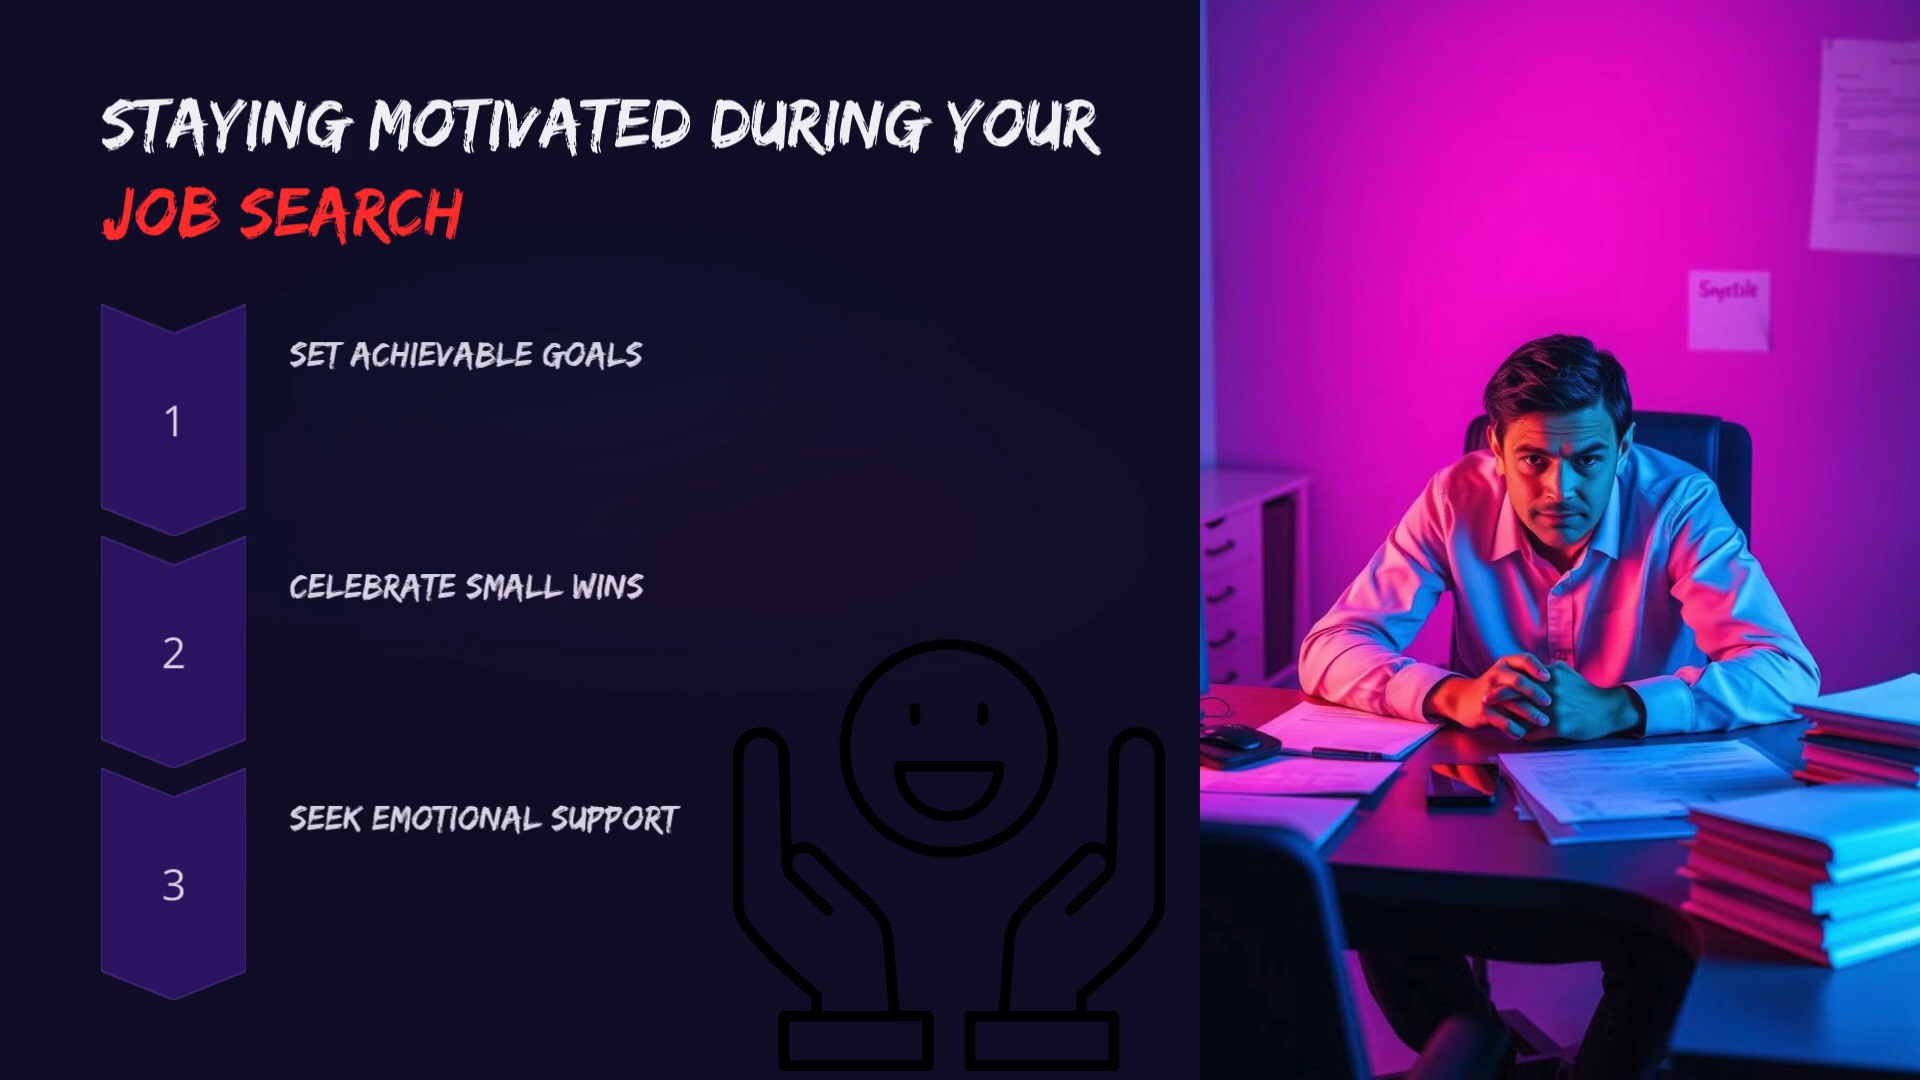 STAYING MOTIVATED DURING YOUR
JOB SEARCH
1
SET ACHIEVABLE GOALS
2
CELEBRATE SMALL WINS
3
SEEK EMOTIONAL SUPPORT